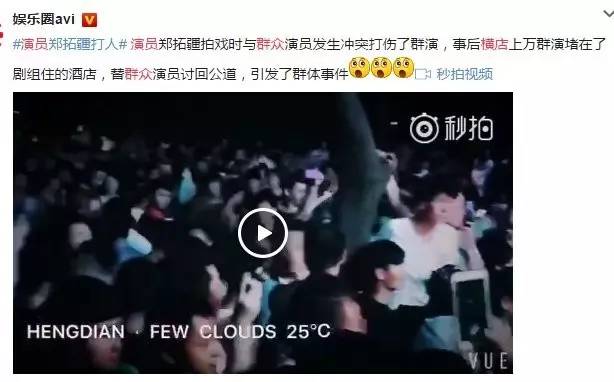 娱乐圈avi
#演员郑拓疆打人# 演员郑拓疆拍戏时与群众演员发生冲突打伤了群演，事后横店上万群演堵在了
剧组住的酒店，替群众演员讨回公道，引发了群体事件 秒拍视频
秒拍
HENGDIAN · FEW CLOUDS 25°C
VUE